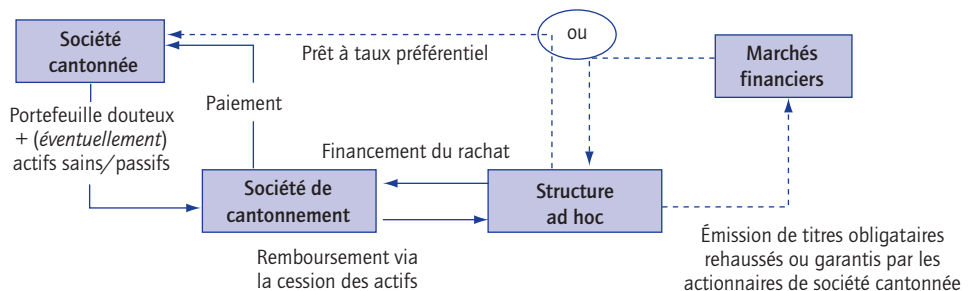 Société
cantonnée
ou
Prêt à taux préférentiel
Marchés
financiers
Portefeuille douteux
+ (éventuellement)
actifs sains/passifs
Paiement
Financement du rachat
Société de
cantonnement
Structure
ad hoc
Remboursement via
la cession des actifs
Émission de titres obligataires
rehaussés ou garantis par les
actionnaires de société cantonnée